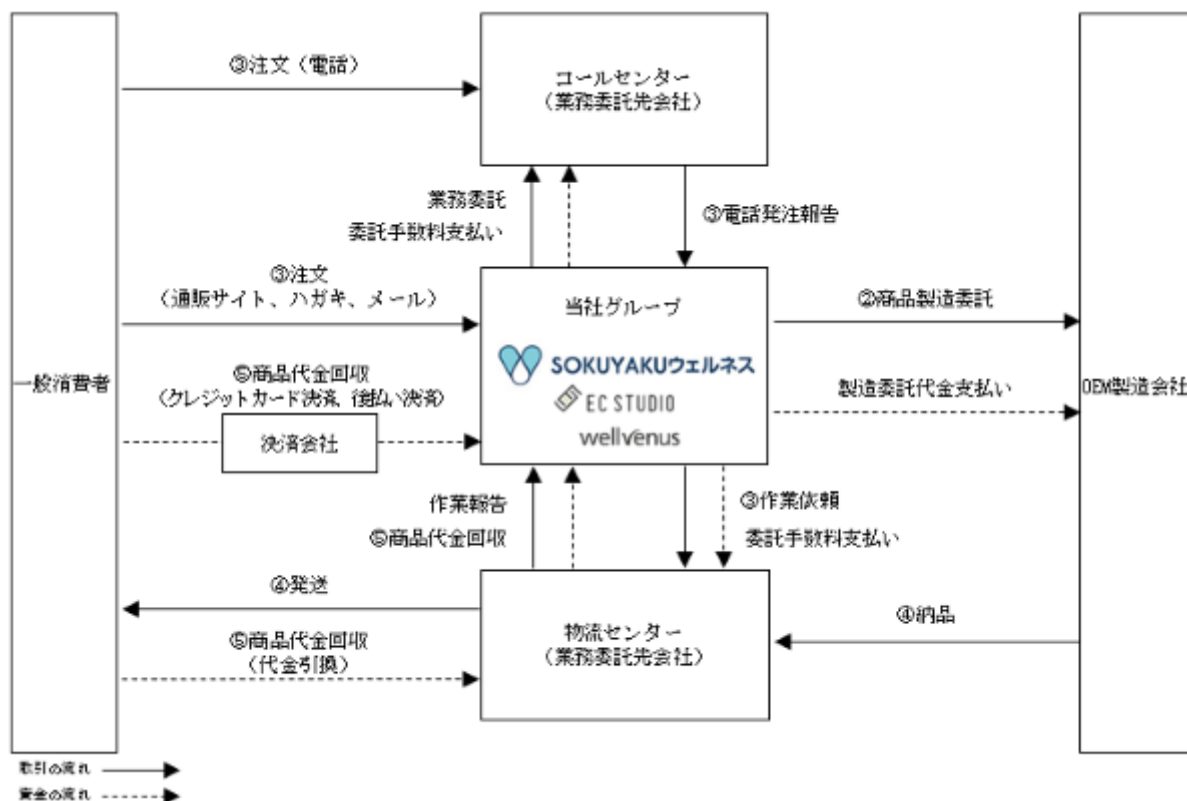 ③注文（電話）
コールセンター
（業務委託先会社）
業務委託
委託手数料支払い
③電話発注報告
③注文
（通販サイト、ハガキ、メール）
当社グループ
SOKUYAKUウェルネス
EC STUDIO
wellvenus
②商品製造委託
一般消費者
⑤商品代金回収
（クレジットカード決済、後払い決済）
決済会社
製造委託代金支払い
OEM製造会社
作業報告
⑤商品代金回収
③作業依頼
委託手数料支払い
④発送
⑤商品代金回収
（代金引換）
物流センター
（業務委託先会社）
④納品
取引の流れ
資金の流れ